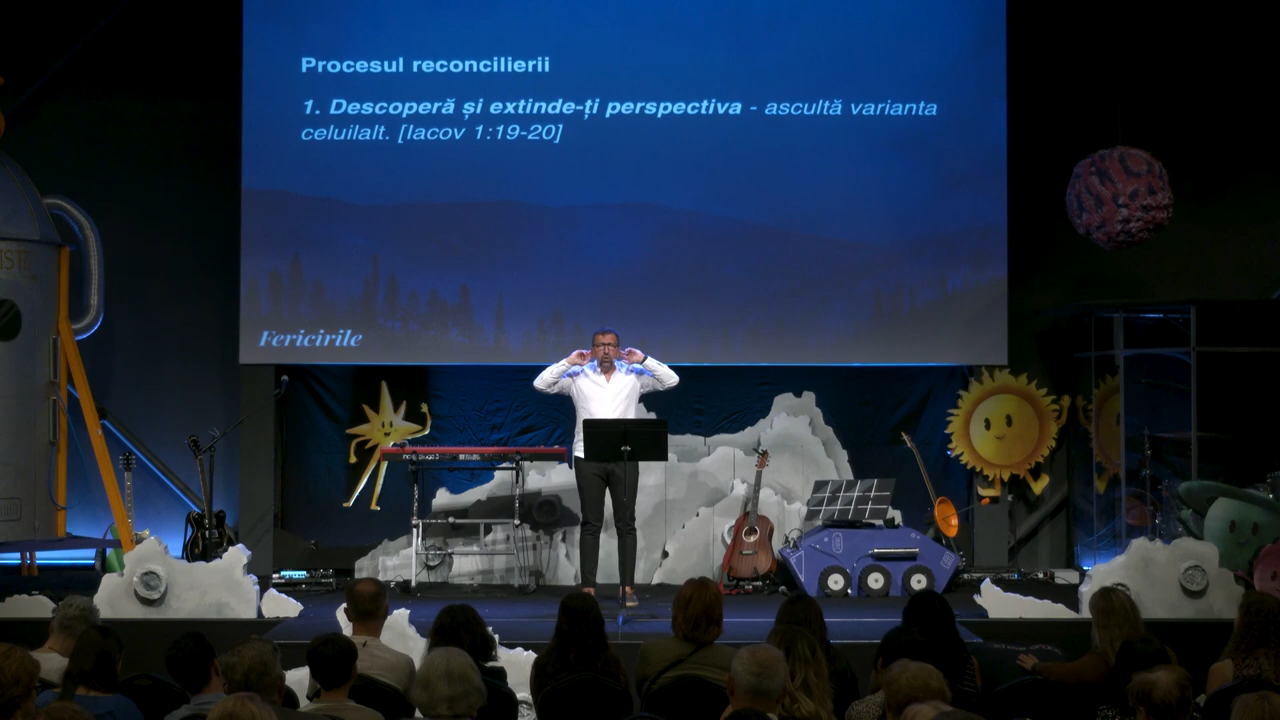 Procesul reconcilierii
1. Descoperă și extinde-ți perspectiva - ascultă varianta
celuilalt. [Iacov 1:19-20]
Fericirile